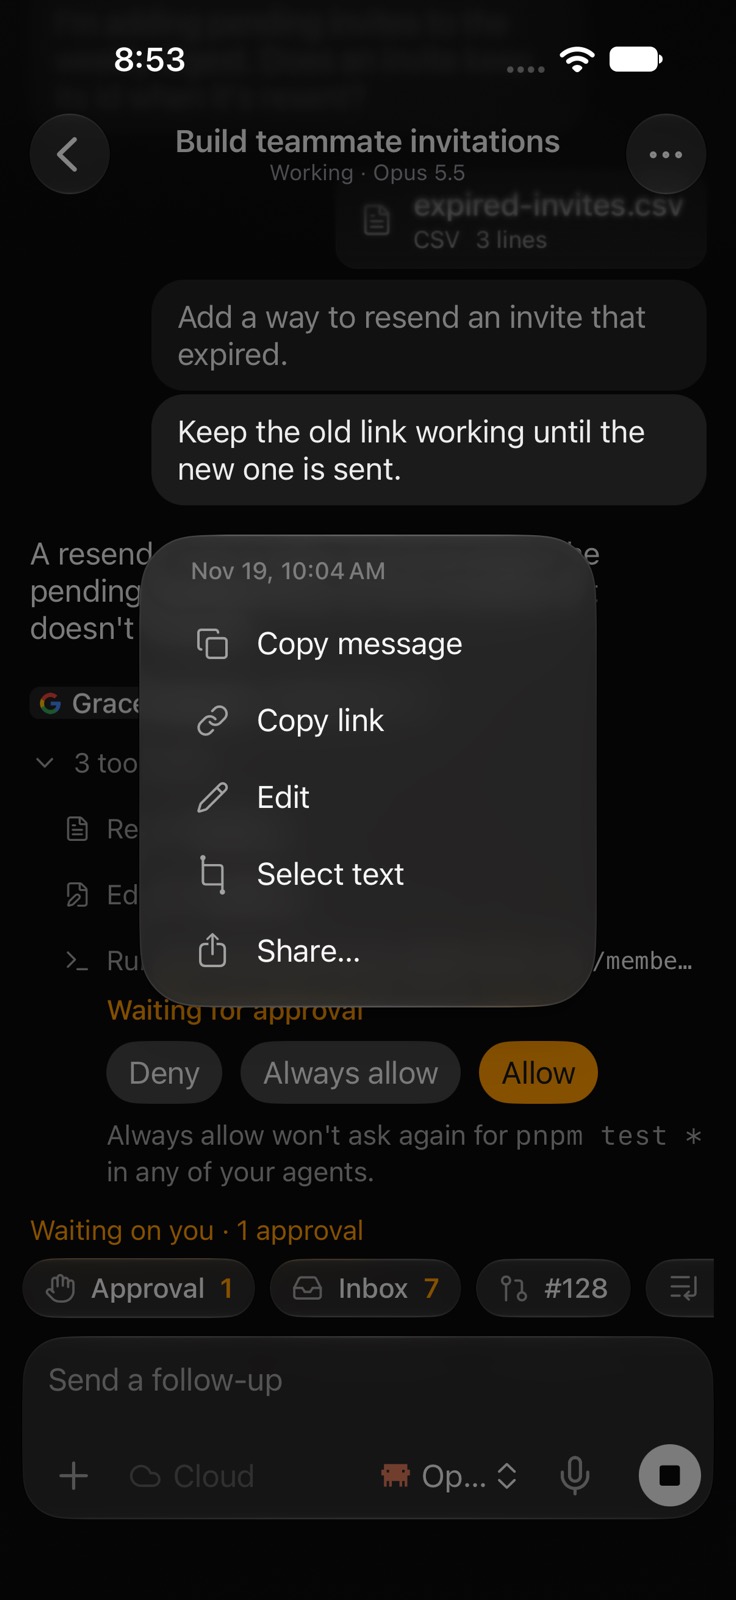 8:53
Build teammate invitations
Working · Opus 5.5
expired-invites.csv
CSV 3 lines
Add a way to resend an invite that
expired.
Keep the old link working until the
new one is sent.
A resend
pending
doesn't
Nov 19, 10:04 AM
Copy message
Copy link
Edit
Select text
Share...
Grace
3 too
Re
Ed
Ru
/membe…
Waiting for approval
Deny
Always allow
Allow
Always allow won't ask again for pnpm test *
in any of your agents.
Waiting on you · 1 approval
Approval 1
Inbox 7
#128
Send a follow-up
Cloud
Op...